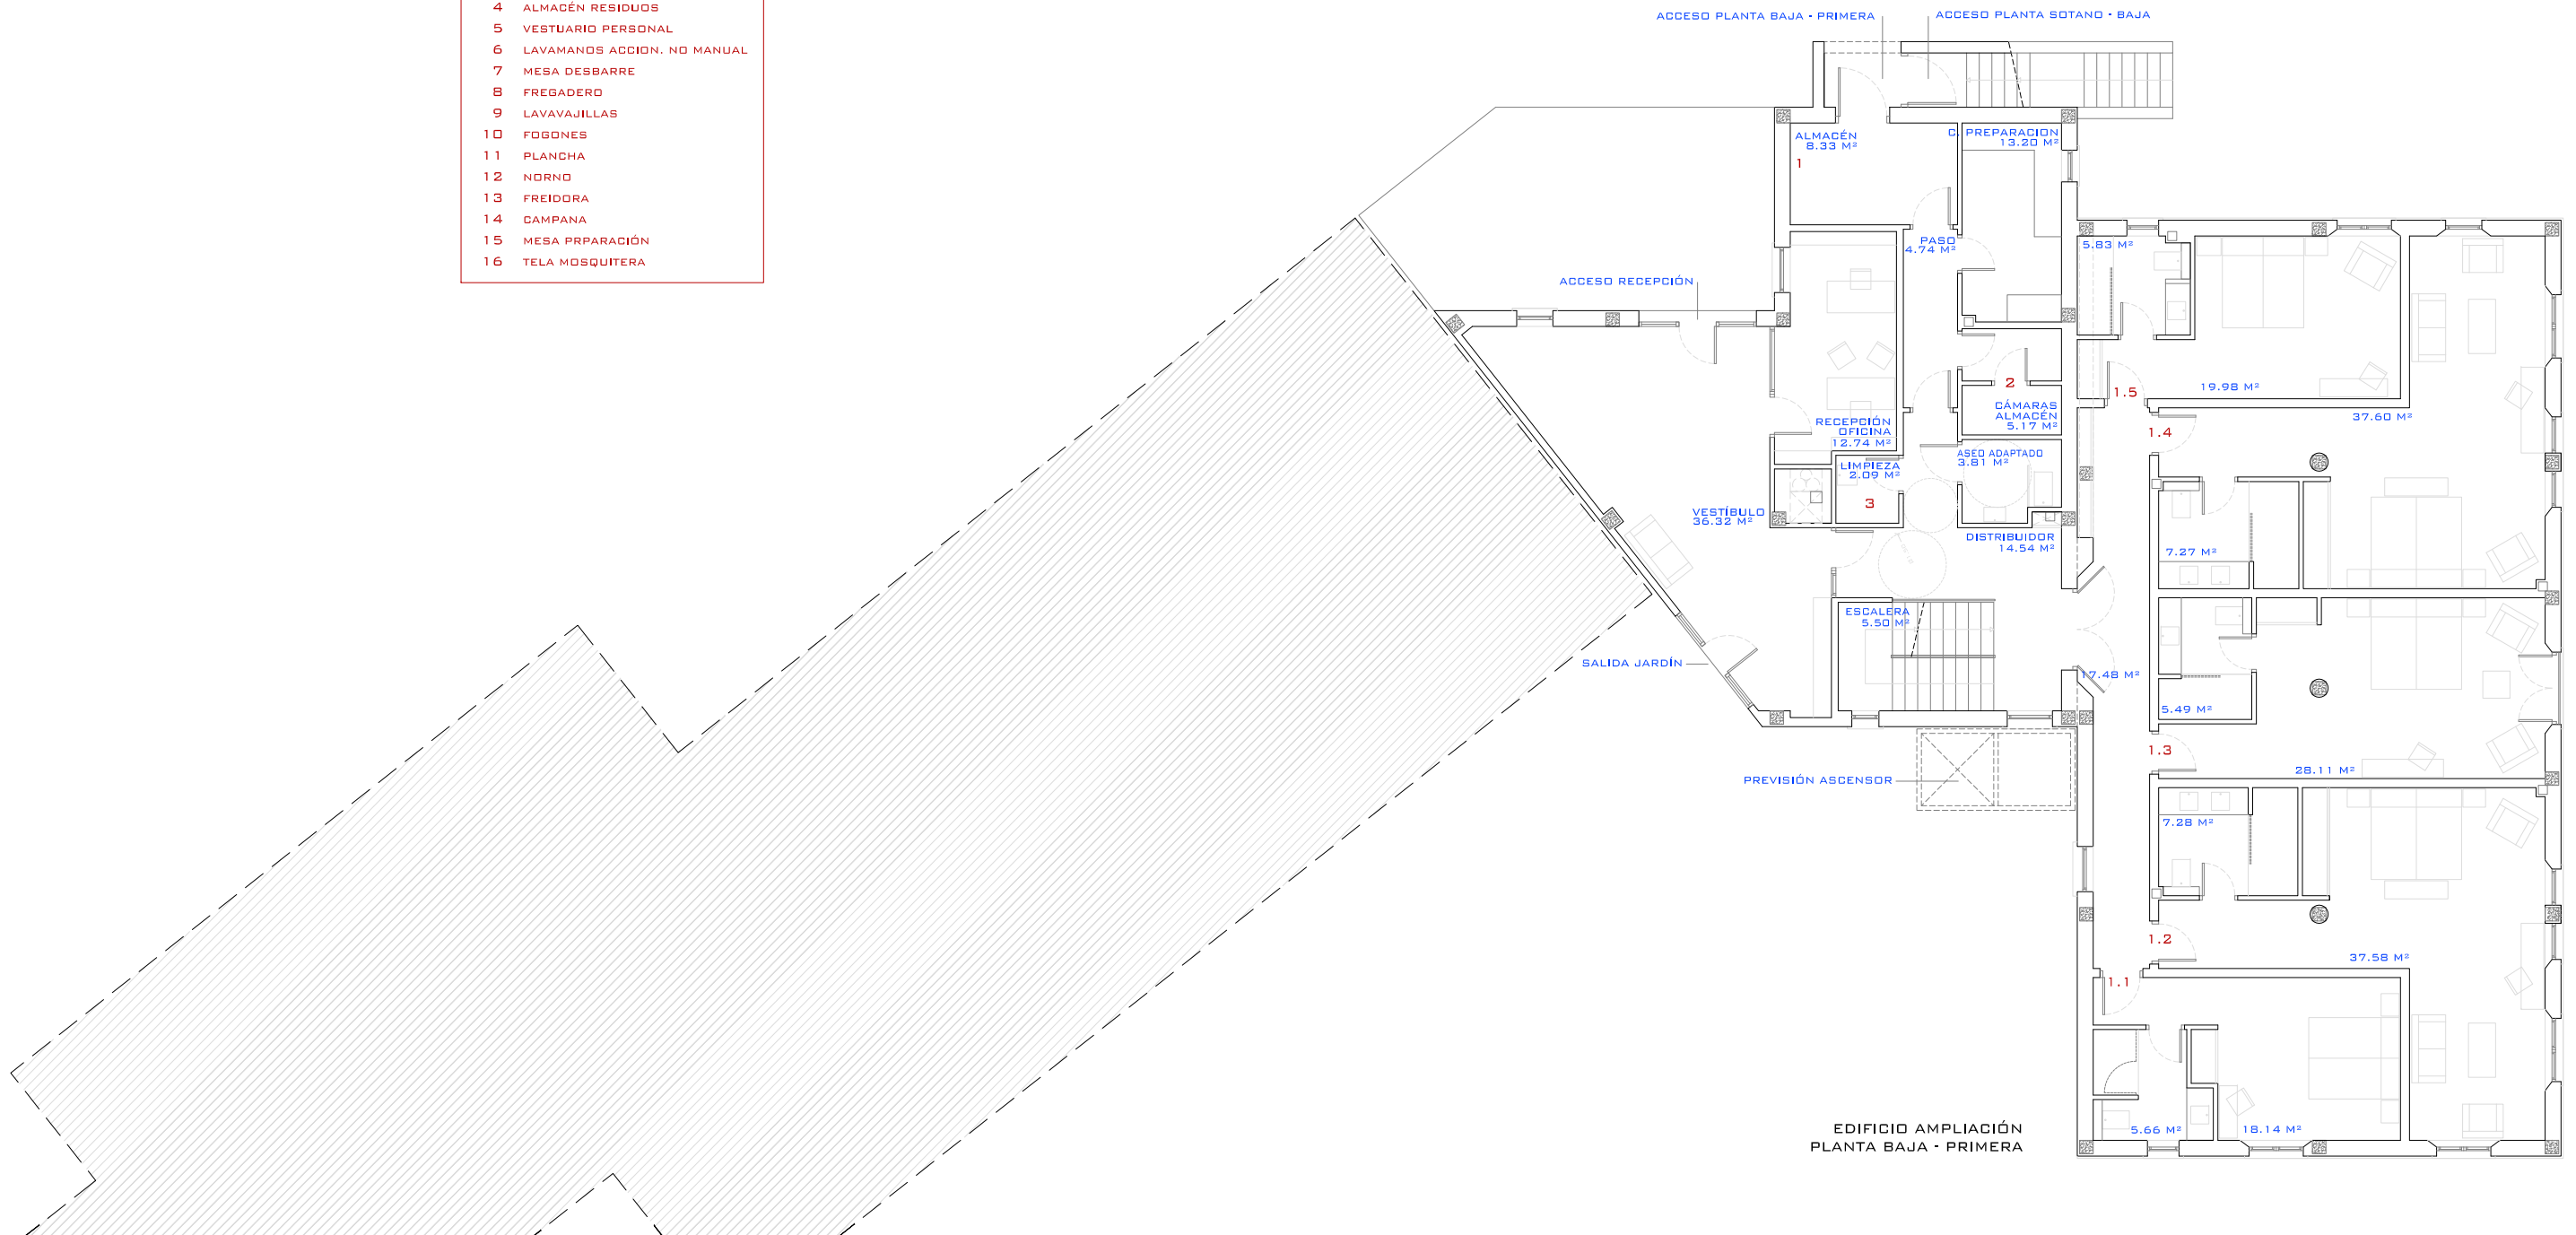 4 ALMACÉN RESIDUOS
5 VESTUARIO PERSONAL
6 LAVAMANOS ACCION. NO MANUAL
7 MESA DESBARRE
8 FREGADERO
9 LAVAVAJILLAS
10 FOGONES
11 PLANCHA
12 NORNO
13 FREIDORA
14 CAMPANA
15 MESA PRPARACIÓN
16 TELA MOSQUITERA
ACCESO PLANTA BAJA - PRIMERA
ACCESO PLANTA SOTANO - BAJA
ALMACÉN
8.33 M²
1
C. PREPARACION
13.20 M²
PASO
4.74 M²
5.83 M²
ACCESO RECEPCIÓN
19.98 M²
1.5
37.60 M²
1.4
2
CÁMARAS
ALMACÉN
5.17 M²
RECEPCIÓN
OFICINA
12.74 M²
LIMPIEZA
2.09 M²
3
ASEO ADAPTADO
3.81 M²
VESTÍBULO
36.32 M²
DISTRIBUIDOR
14.54 M²
7.27 M²
ESCALERA
5.50 M²
SALIDA JARDÍN
17.48 M²
5.49 M²
1.3
28.11 M²
PREVISIÓN ASCENSOR
7.28 M²
1.2
37.58 M²
1.1
5.66 M²
18.14 M²
EDIFICIO AMPLIACIÓN
PLANTA BAJA - PRIMERA